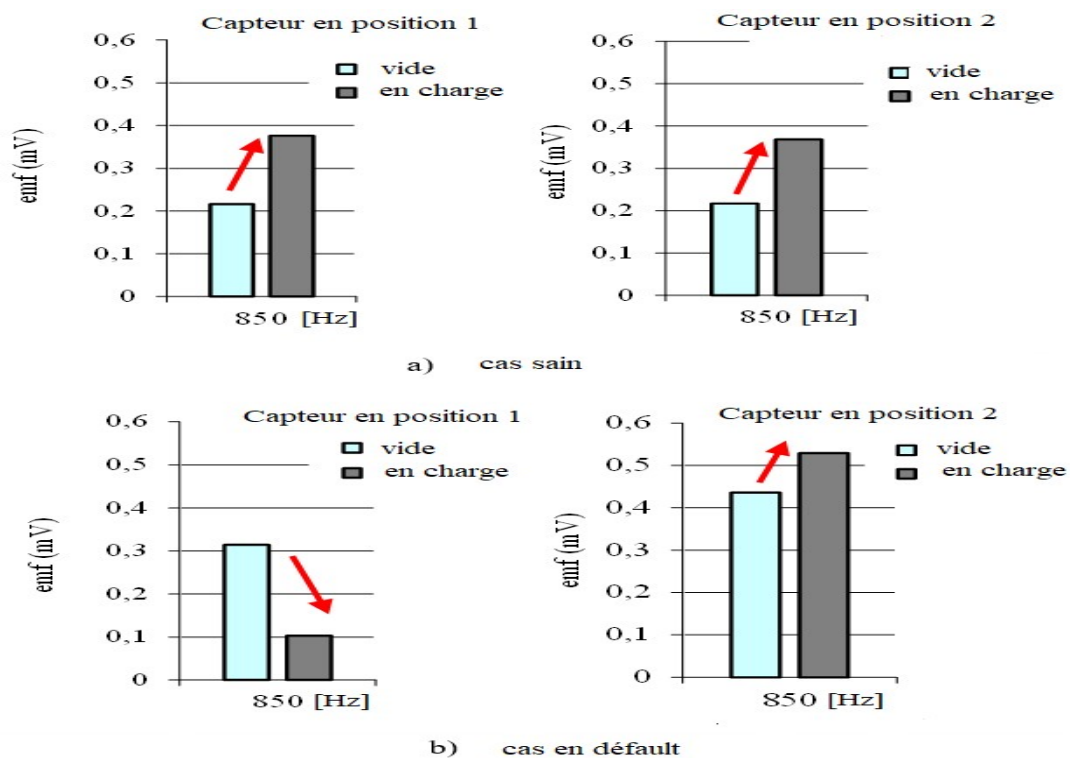 Capteur en position 1
0,6
0,5
0,4
0,3
0,2
0,1
0
emf (mV)
vide
en charge
850 [Hz]
Capteur en position 2
0,6
0,5
0,4
0,3
0,2
0,1
0
emf (mV)
vide
en charge
850 [Hz]
a) cas sain
Capteur en position 1
0,6
0,5
0,4
0,3
0,2
0,1
0
emf (mV)
vide
en charge
850 [Hz]
Capteur en position 2
0,6
0,5
0,4
0,3
0,2
0,1
0
emf (mV)
vide
en charge
850 [Hz]
b) cas en défault